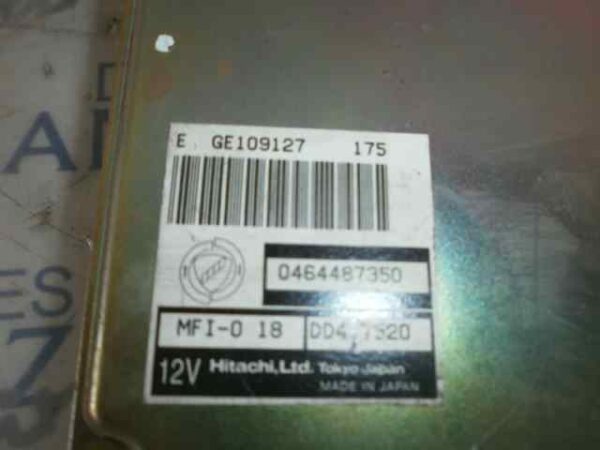 E GE109127 175
0464487350
MFI-0 18
12V Hitachi,Ltd. Tokyo Japan
MADE IN JAPAN